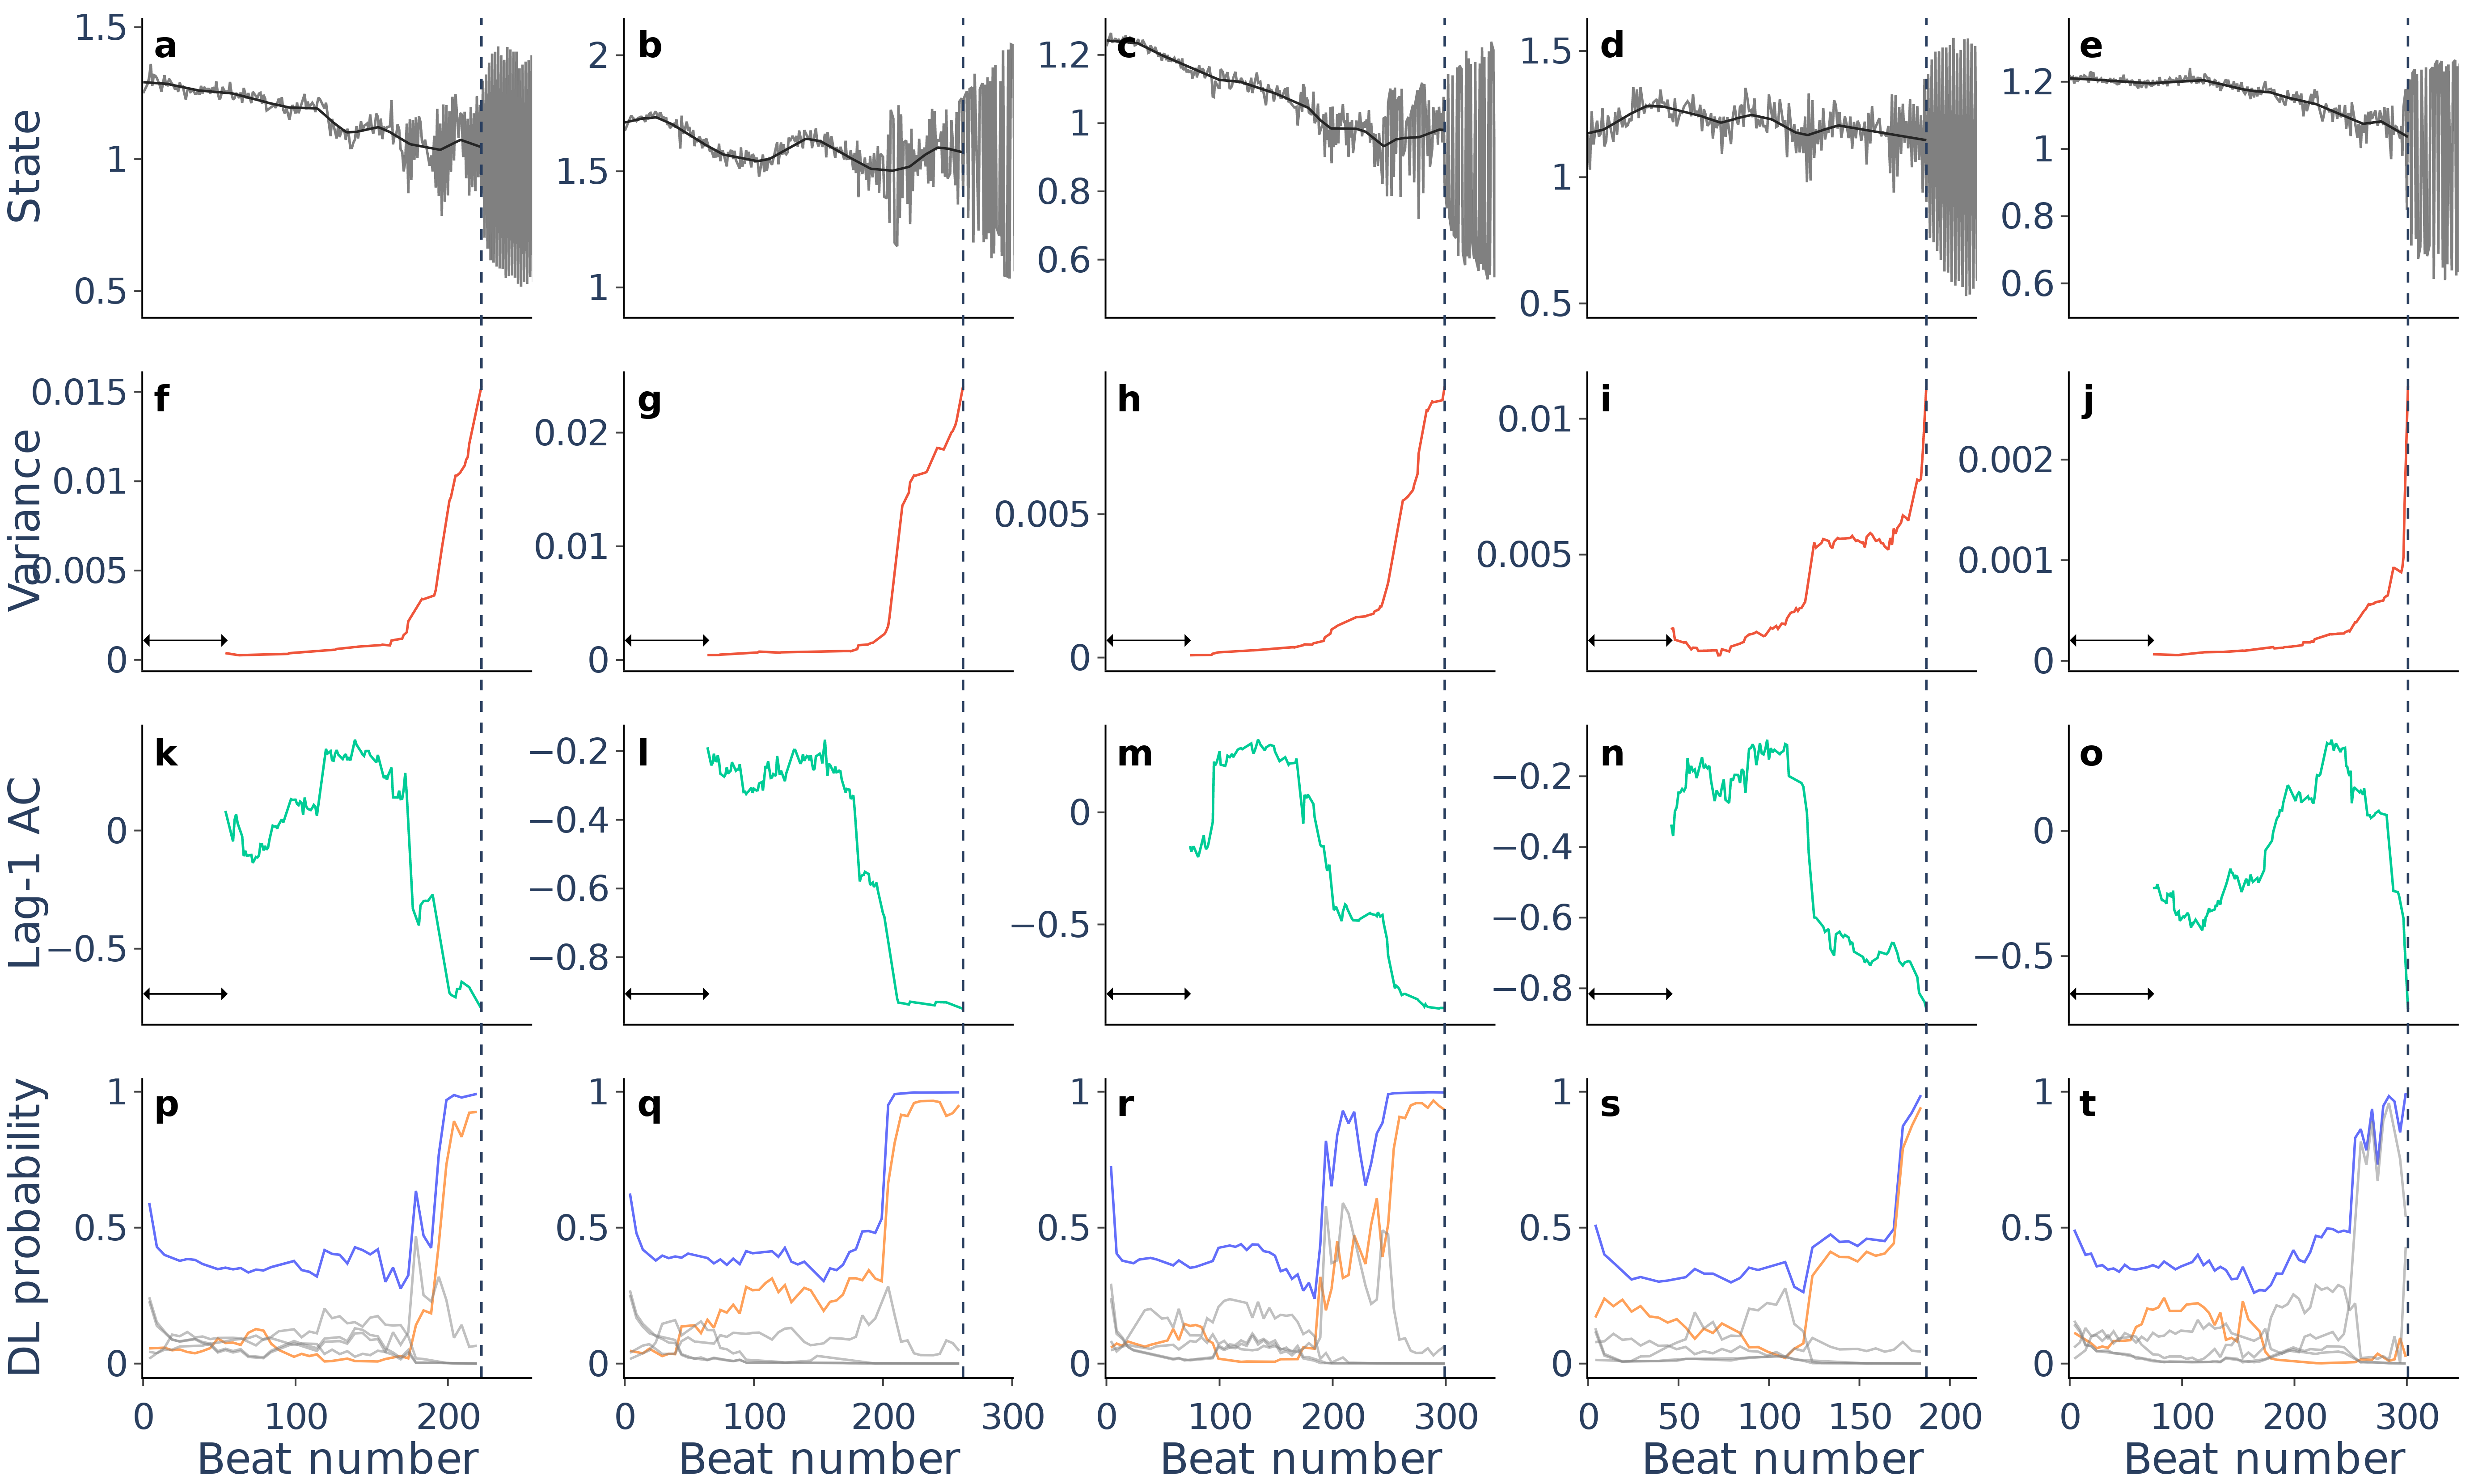 State
1.5
1
0.5
a
2
1.5
1
b
1.2
1
0.8
0.6
c
1.5
1
0.5
d
1.2
1
0.8
0.6
e
Variance
0.015
0.01
0.005
0
f
0.02
0.01
0
g
0.005
0
h
0.01
0.005
i
0.002
0.001
0
j
Lag-1 AC
0
−0.5
k
−0.2
−0.4
−0.6
−0.8
l
0
−0.5
m
−0.2
−0.4
−0.6
−0.8
n
0
−0.5
o
DL probability
1
0.5
0
p
1
0.5
0
q
1
0.5
0
r
1
0.5
0
s
1
0.5
0
t
0 100 200
0 100 200 300
0 100 200 300
0 50 100 150 200
0 100 200 300
Beat number
Beat number
Beat number
Beat number
Beat number